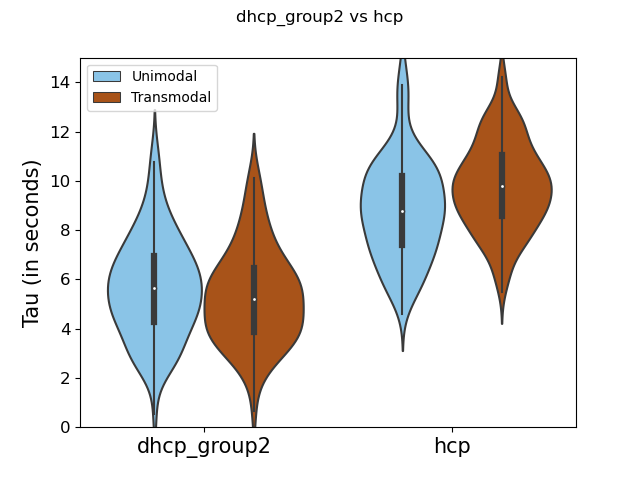 dhcp_group2 vs hcp
Unimodal
Transmodal
Tau (in seconds)
14
12
10
8
6
4
2
0
dhcp_group2
hcp